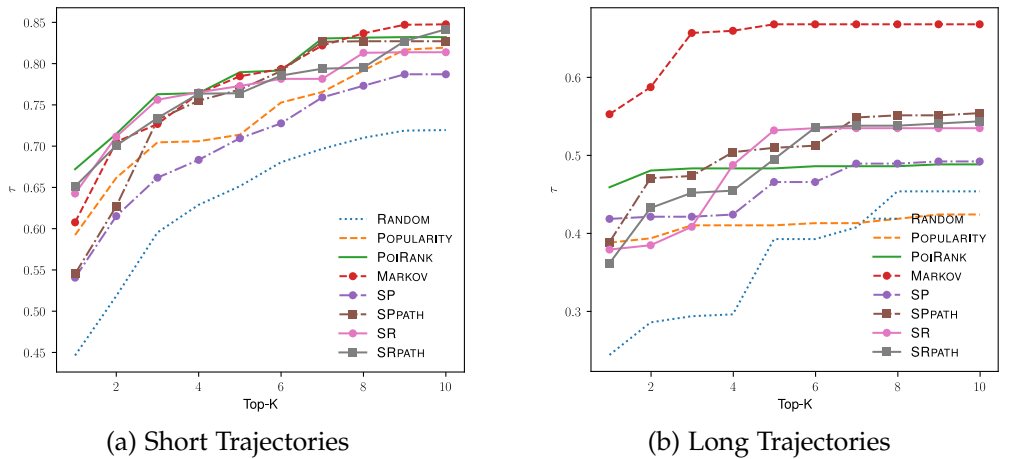 0.85
0.80
0.75
0.70
0.65
0.60
0.55
0.50
0.45
τ
2
4
6
8
10
Top-K
RANDOM
POPULARITY
POIRANK
MARKOV
SP
SPPATH
SR
SRPATH
(a) Short Trajectories
0.6
0.5
0.4
0.3
τ
2
4
6
8
10
Top-K
RANDOM
POPULARITY
POIRANK
MARKOV
SP
SPPATH
SR
SRPATH
(b) Long Trajectories